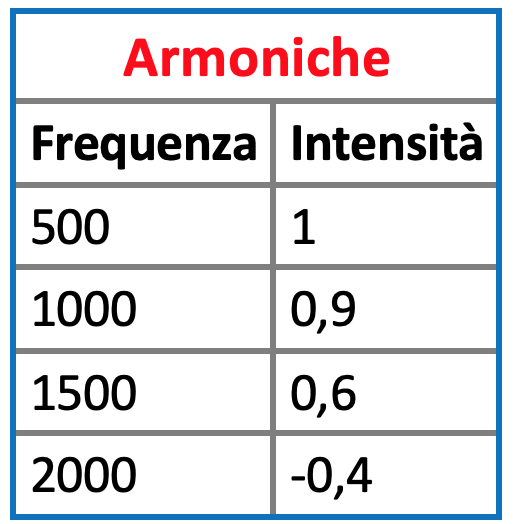 Armoniche
Frequenza Intensità
500 1
1000 0,9
1500 0,6
2000 -0,4